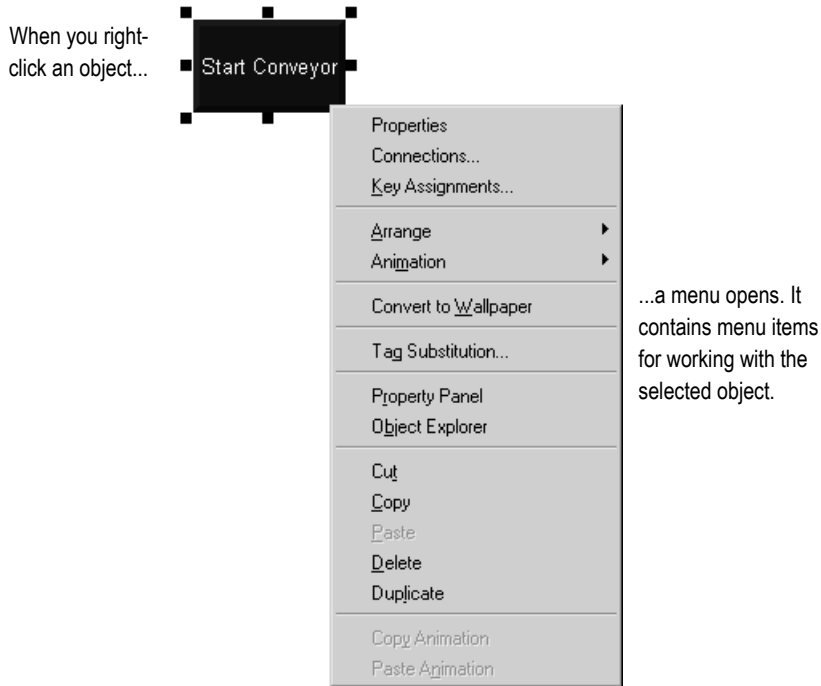 When you right-
click an object...
Start Conveyor
Properties
Connections...
Key Assignments...
Arrange
Animation
Convert to Wallpaper
Tag Substitution...
Property Panel
Object Explorer
Cut
Copy
Paste
Delete
Duplicate
Copy Animation
Paste Animation
...a menu opens. It
contains menu items
for working with the
selected object.